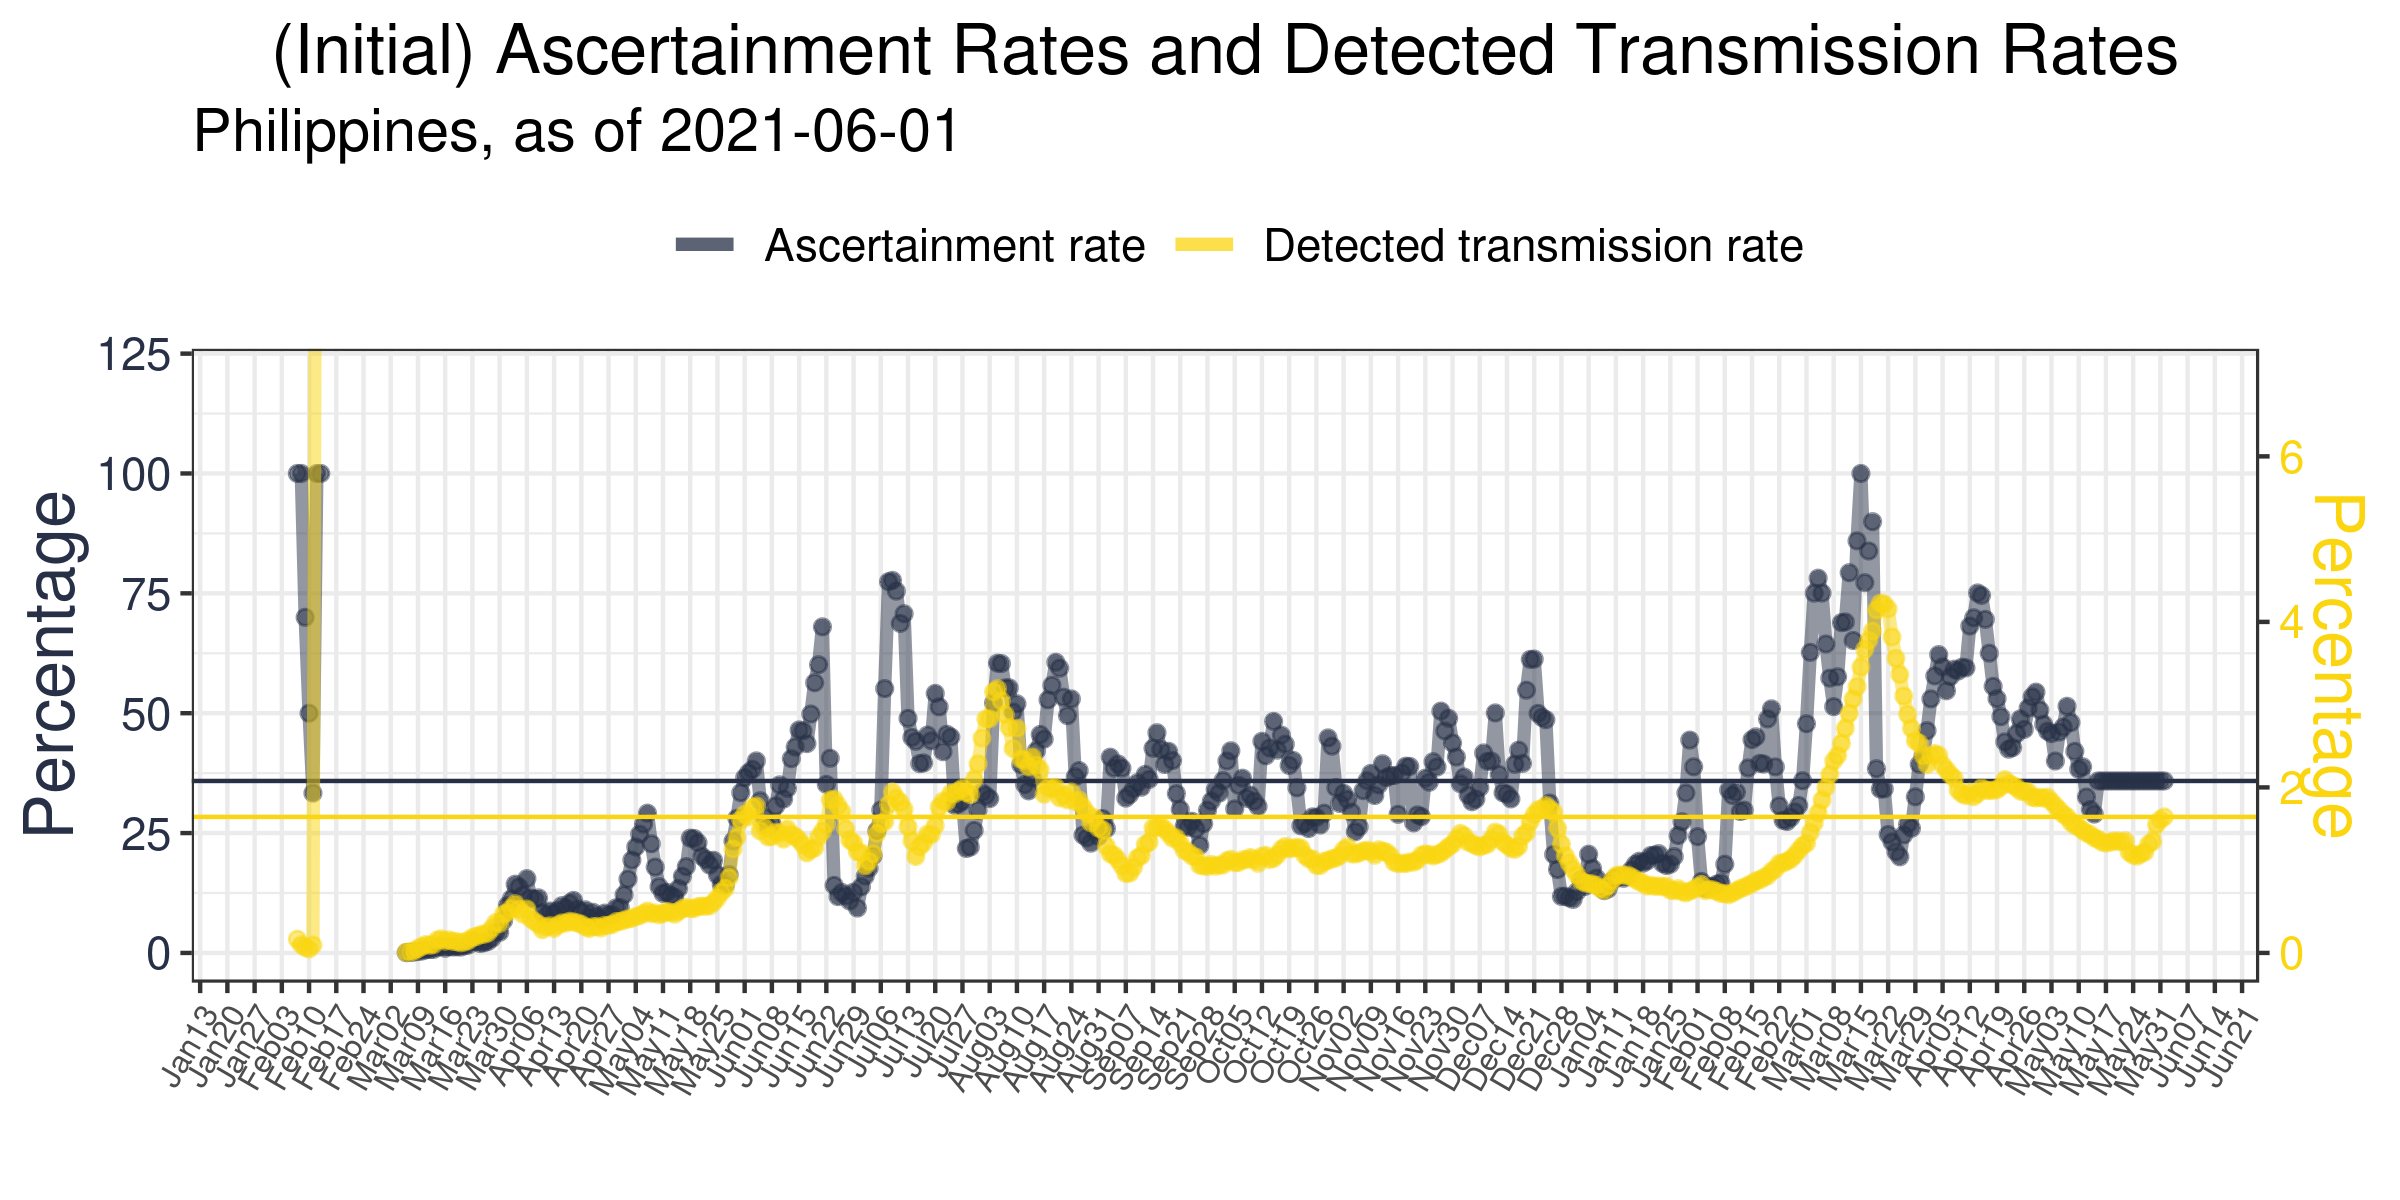 (Initial) Ascertainment Rates and Detected Transmission Rates
Philippines, as of 2021-06-01
Ascertainment rate Detected transmission rate
Percentage
125
100
75
50
25
0
6
4
2
0
Percentage
Jan13 Jan20 Jan27 Feb03 Feb10 Feb17 Feb24 Mar02 Mar09 Mar16 Mar23 Mar30 Apr06 Apr13 Apr20 Apr27 May04 May11 May18 May25 Jun01 Jun08 Jun15 Jun22 Jun29 Jul06 Jul13 Jul20 Jul27 Aug03 Aug10 Aug17 Aug24 Aug31 Sep07 Sep14 Sep21 Sep28 Oct05 Oct12 Oct19 Oct26 Nov02 Nov09 Nov16 Nov23 Nov30 Dec07 Dec14 Dec21 Dec28 Jan04 Jan11 Jan18 Jan25 Feb01 Feb08 Feb15 Feb22 Mar01 Mar08 Mar15 Mar22 Mar29 Apr05 Apr12 Apr19 Apr26 May03 May10 May17 May24 May31 Jun07 Jun14 Jun21